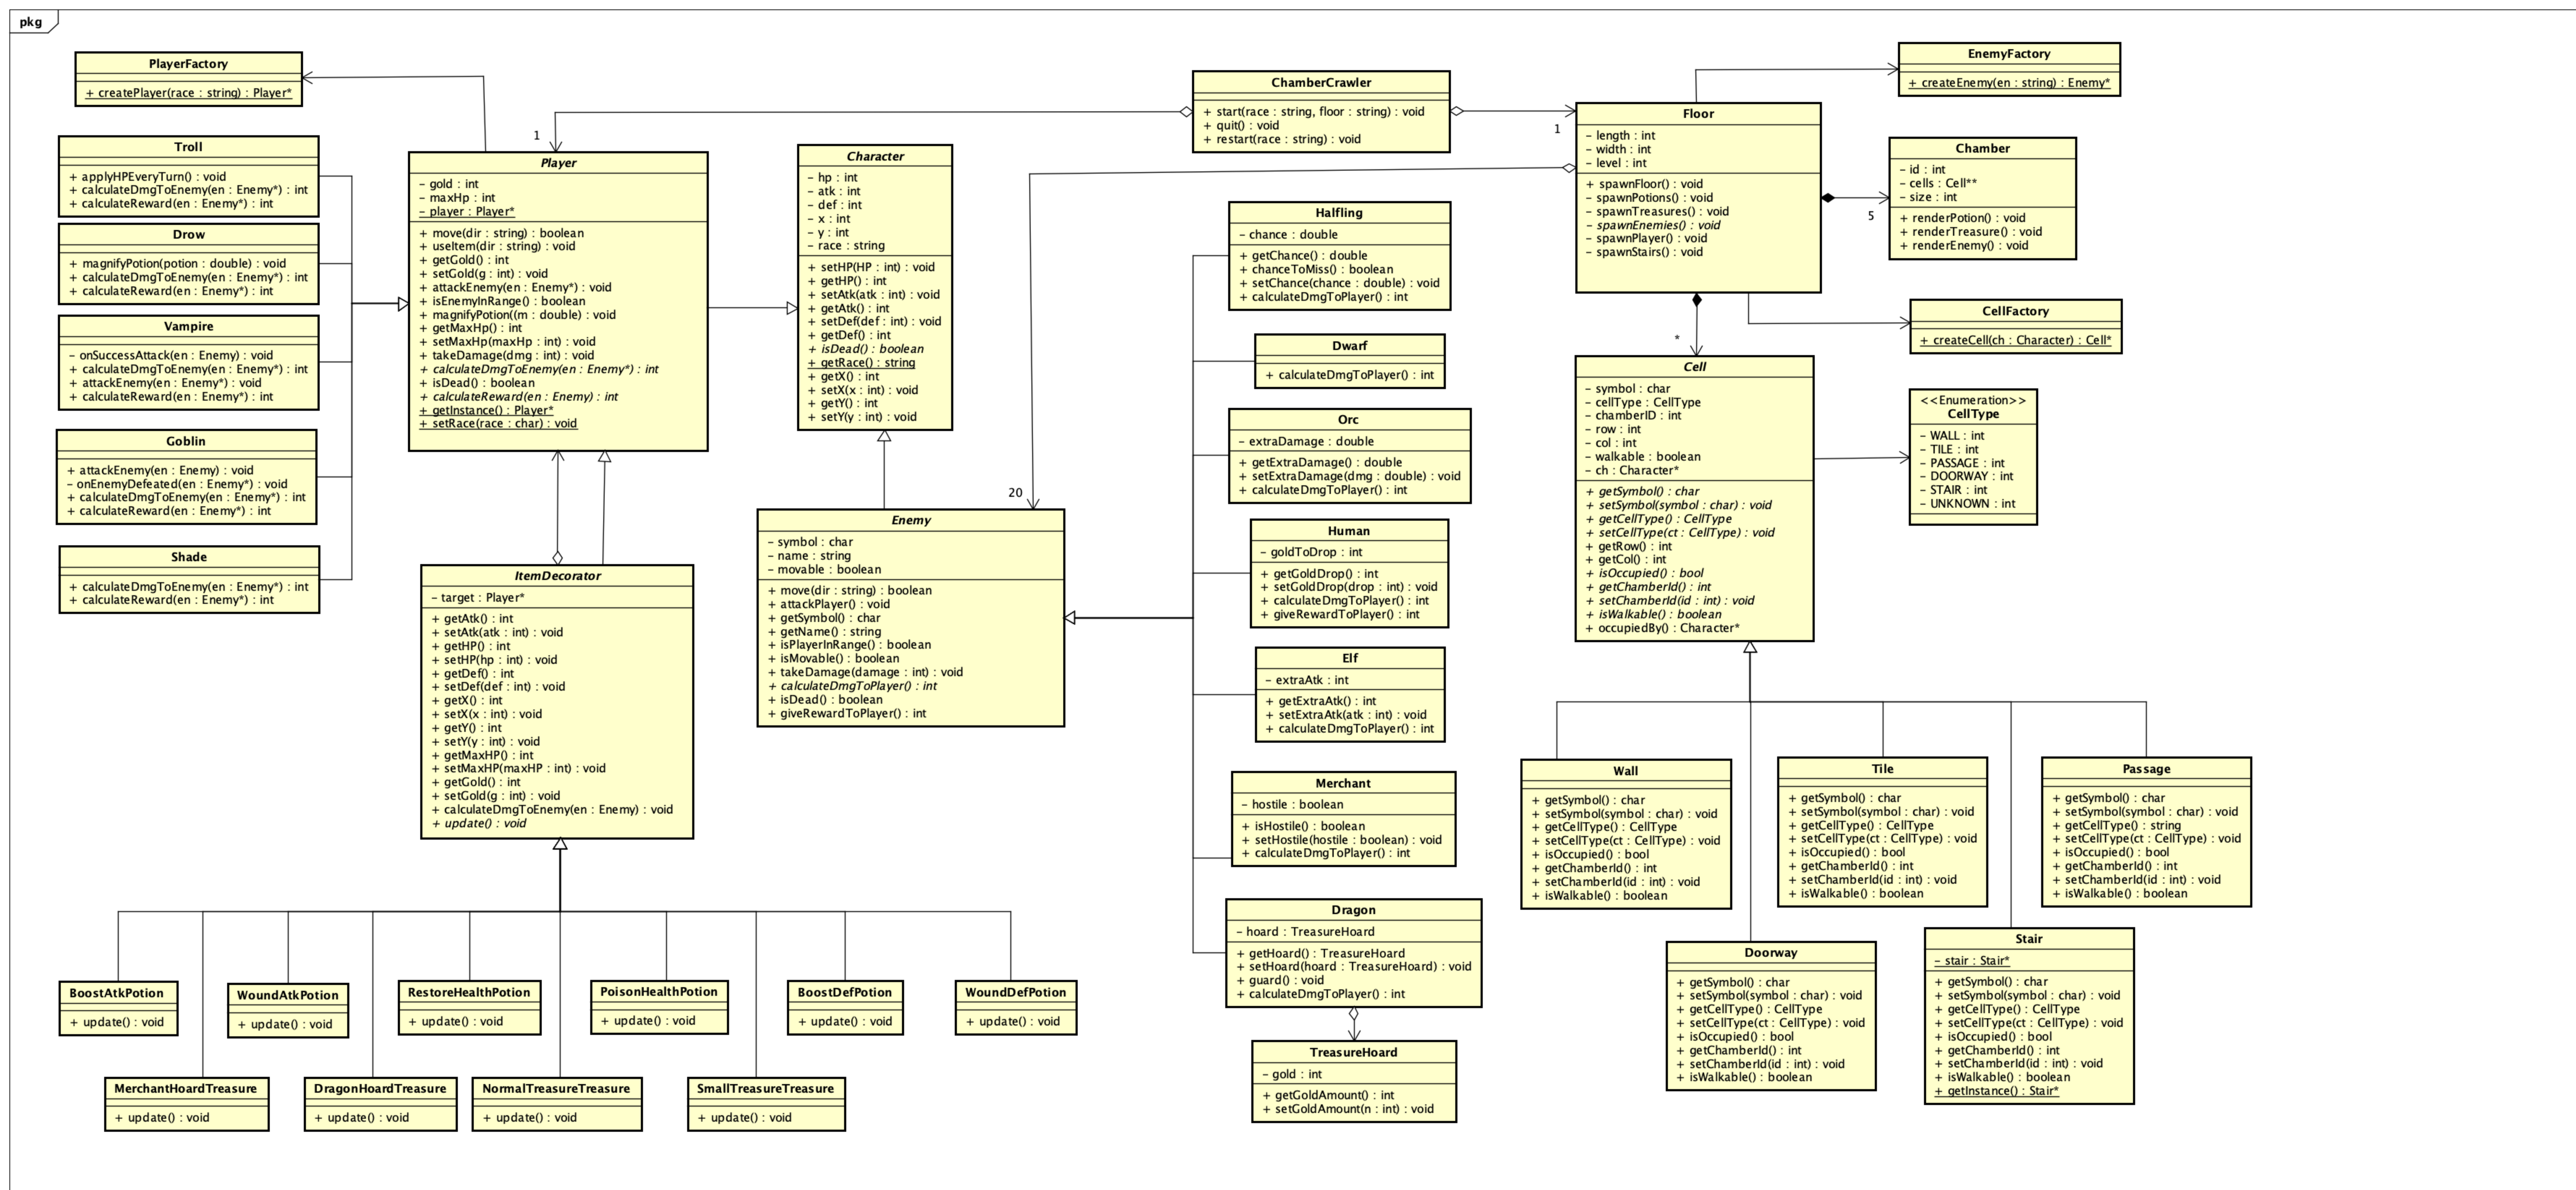 pkg
PlayerFactory
+ createPlayer(race : string) : Player*
Troll
+ applyHPEveryTurn() : void
+ calculateDmgToEnemy(en : Enemy*) : int
+ calculateReward(en : Enemy*) : int
Drow
+ magnifyPotion(potion : double) : void
+ calculateDmgToEnemy(en : Enemy*) : int
+ calculateReward(en : Enemy*) : int
Vampire
− onSuccessAttack(en : Enemy) : void
+ calculateDmgToEnemy(en : Enemy*) : int
+ attackEnemy(en : Enemy*) : void
+ calculateReward(en : Enemy*) : int
Goblin
+ attackEnemy(en : Enemy) : void
− onEnemyDefeated(en : Enemy*) : void
+ calculateDmgToEnemy(en : Enemy*) : int
+ calculateReward(en : Enemy*) : int
Shade
+ calculateDmgToEnemy(en : Enemy*) : int
+ calculateReward(en : Enemy*) : int
1
Player
− gold : int
− maxHp : int
− player : Player*
+ move(dir : string) : boolean
+ useItem(dir : string) : void
+ getGold() : int
+ setGold(g : int) : void
+ attackEnemy(en : Enemy*) : void
+ isEnemyInRange() : boolean
+ magnifyPotion((m : double) : void
+ getMaxHp() : int
+ setMaxHp(maxHp : int) : void
+ takeDamage(dmg : int) : void
+ calculateDmgToEnemy(en : Enemy*) : int
+ isDead() : boolean
+ calculateReward(en : Enemy) : int
+ getInstance() : Player*
+ setRace(race : char) : void
Character
− hp : int
− atk : int
− def : int
− x : int
− y : int
− race : string
+ setHP(HP : int) : void
+ getHP() : int
+ setAtk(atk : int) : void
+ getAtk() : int
+ setDef(def : int) : void
+ getDef() : int
+ isDead() : boolean
+ getRace() : string
+ getX() : int
+ setX(x : int) : void
+ getY() : int
+ setY(y : int) : void
ItemDecorator
− target : Player*
+ getAtk() : int
+ setAtk(atk : int) : void
+ getHP() : int
+ setHP(hp : int) : void
+ getDef() : int
+ setDef(def : int) : void
+ getX() : int
+ setX(x : int) : void
+ getY() : int
+ setY(y : int) : void
+ getMaxHP() : int
+ setMaxHP(maxHP : int) : void
+ getGold() : int
+ setGold(g : int) : void
+ calculateDmgToEnemy(en : Enemy) : void
+ update() : void
20
Enemy
− symbol : char
− name : string
− movable : boolean
+ move(dir : string) : boolean
+ attackPlayer() : void
+ getSymbol() : char
+ getName() : string
+ isPlayerInRange() : boolean
+ isMovable() : boolean
+ takeDamage(damage : int) : void
+ calculateDmgToPlayer() : int
+ isDead() : boolean
+ giveRewardToPlayer() : int
BoostAtkPotion
+ update() : void
WoundAtkPotion
+ update() : void
RestoreHealthPotion
+ update() : void
PoisonHealthPotion
+ update() : void
BoostDefPotion
+ update() : void
WoundDefPotion
+ update() : void
MerchantHoardTreasure
+ update() : void
DragonHoardTreasure
+ update() : void
NormalTreasureTreasure
+ update() : void
SmallTreasureTreasure
+ update() : void
ChamberCrawler
+ start(race : string, floor : string) : void
+ quit() : void
+ restart(race : string) : void
Halfling
− chance : double
+ getChance() : double
+ chanceToMiss() : boolean
+ setChance(chance : double) : void
+ calculateDmgToPlayer() : int
Dwarf
+ calculateDmgToPlayer() : int
Orc
− extraDamage : double
+ getExtraDamage() : double
+ setExtraDamage(dmg : double) : void
+ calculateDmgToPlayer() : int
Human
− goldToDrop : int
+ getGoldDrop() : int
+ setGoldDrop(drop : int) : void
+ calculateDmgToPlayer() : int
+ giveRewardToPlayer() : int
Elf
− extraAtk : int
+ getExtraAtk() : int
+ setExtraAtk(atk : int) : void
+ calculateDmgToPlayer() : int
Merchant
− hostile : boolean
+ isHostile() : boolean
+ setHostile(hostile : boolean) : void
+ calculateDmgToPlayer() : int
Dragon
− hoard : TreasureHoard
+ getHoard() : TreasureHoard
+ setHoard(hoard : TreasureHoard) : void
+ guard() : void
+ calculateDmgToPlayer() : int
TreasureHoard
− gold : int
+ getGoldAmount() : int
+ setGoldAmount(n : int) : void
1
Floor
− length : int
− width : int
− level : int
+ spawnFloor() : void
− spawnPotions() : void
− spawnTreasures() : void
− spawnEnemies() : void
− spawnPlayer() : void
− spawnStairs() : void
EnemyFactory
+ createEnemy(en : string) : Enemy*
5
Chamber
− id : int
− cells : Cell**
− size : int
+ renderPotion() : void
+ renderTreasure() : void
+ renderEnemy() : void
CellFactory
+ createCell(ch : Character) : Cell*
*
Cell
− symbol : char
− cellType : CellType
− chamberID : int
− row : int
− col : int
− walkable : boolean
− ch : Character*
+ getSymbol() : char
+ setSymbol(symbol : char) : void
+ getCellType() : CellType
+ setCellType(ct : CellType) : void
+ getRow() : int
+ getCol() : int
+ isOccupied() : bool
+ getChamberId() : int
+ setChamberId(id : int) : void
+ isWalkable() : boolean
+ occupiedBy() : Character*
<<Enumeration>>
CellType
− WALL : int
− TILE : int
− PASSAGE : int
− DOORWAY : int
− STAIR : int
− UNKNOWN : int
Wall
+ getSymbol() : char
+ setSymbol(symbol : char) : void
+ getCellType() : CellType
+ setCellType(ct : CellType) : void
+ isOccupied() : bool
+ getChamberId() : int
+ setChamberId(id : int) : void
+ isWalkable() : boolean
Tile
+ getSymbol() : char
+ setSymbol(symbol : char) : void
+ getCellType() : CellType
+ setCellType(ct : CellType) : void
+ isOccupied() : bool
+ getChamberId() : int
+ setChamberId(id : int) : void
+ isWalkable() : boolean
Passage
+ getSymbol() : char
+ setSymbol(symbol : char) : void
+ getCellType() : string
+ setCellType(ct : CellType) : void
+ isOccupied() : bool
+ getChamberId() : int
+ setChamberId(id : int) : void
+ isWalkable() : boolean
Doorway
+ getSymbol() : char
+ setSymbol(symbol : char) : void
+ getCellType() : CellType
+ setCellType(ct : CellType) : void
+ isOccupied() : bool
+ getChamberId() : int
+ setChamberId(id : int) : void
+ isWalkable() : boolean
Stair
− stair : Stair*
+ getSymbol() : char
+ setSymbol(symbol : char) : void
+ getCellType() : CellType
+ setCellType(ct : CellType) : void
+ isOccupied() : bool
+ getChamberId() : int
+ setChamberId(id : int) : void
+ isWalkable() : boolean
+ getInstance() : Stair*